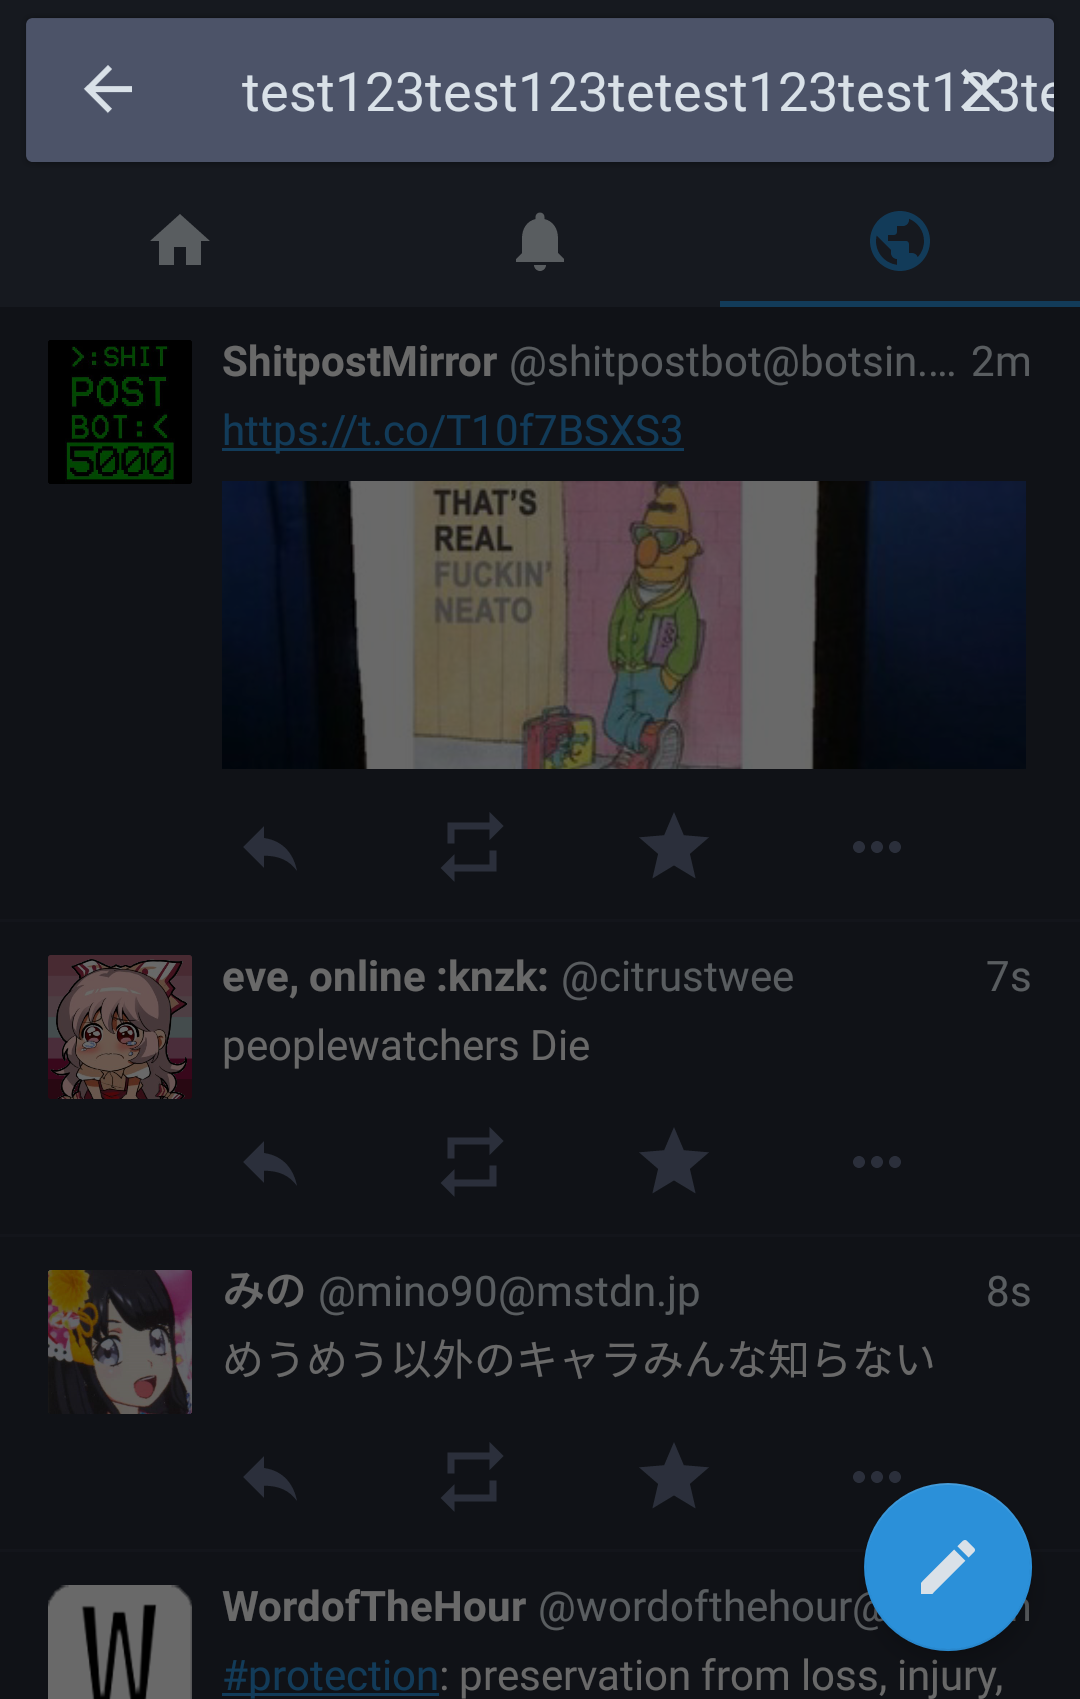 test123test123tetest123test123te
ShitpostMirror @shitpostbot@botsin.... 2m
>:SHIT
POST
BOT:<
5000
https://t.co/T10f7BSXS3
THAT'S
REAL
FUCKIN'
NEATO
eve, online :knzk: @citrustwee 7s
peoplewatchers Die
みの @mino90@mstdn.jp 8s
めうめう以外のキャラみんな知らない
W
WordofTheHour @wordofthehour@
#protection: preservation from loss, injury,